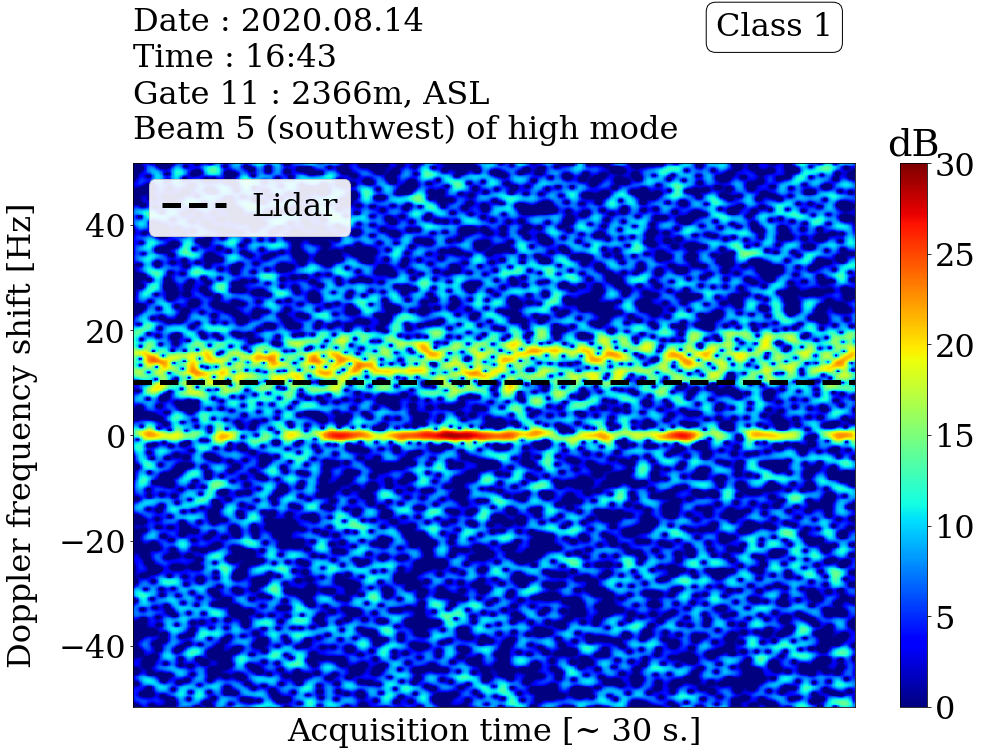 Date : 2020.08.14
Time : 16:43
Gate 11 : 2366m, ASL
Beam 5 (southwest) of high mode
Class 1
dB
Lidar
Doppler frequency shift [Hz]
40
20
0
−20
−40
30
25
20
15
10
5
0
Acquisition time [~ 30 s.]